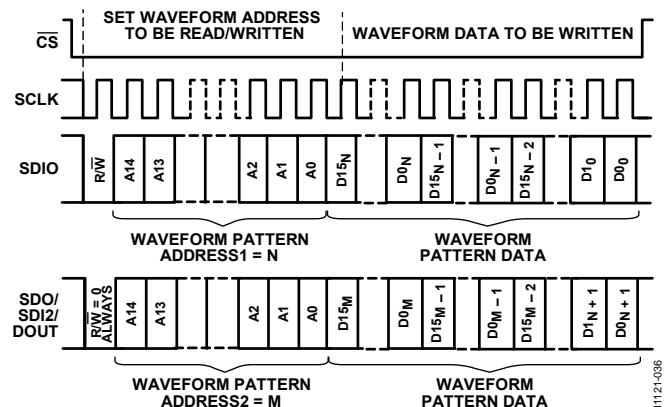 SET WAVEFORM ADDRESS
TO BE READ/WRITTEN
WAVEFORM DATA TO BE WRITTEN
CS
SCLK
SDIO
R/W
A14
A13
A2
A1
A0
D15N
D0N
D15N – 1
D0N – 1
D15N – 2
D10
D00
WAVEFORM PATTERN
ADDRESS1 = N
WAVEFORM
PATTERN DATA
SDO/
SDI2/
DOUT
R/W = 0
ALWAYS
A14
A13
A2
A1
A0
D15M
D0M
D15M – 1
D0M – 1
D15M – 2
D1N + 1
D0N + 1
WAVEFORM PATTERN
ADDRESS2 = M
WAVEFORM
PATTERN DATA
11121-036